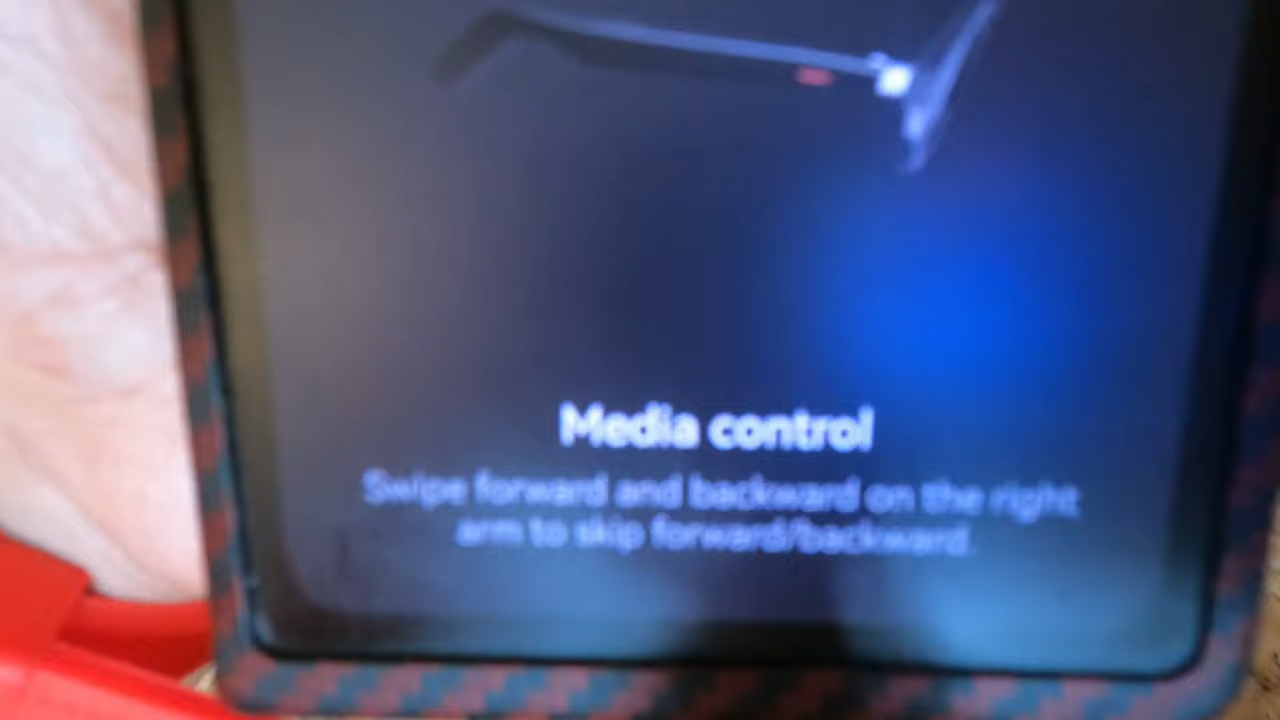 Media control
Swipe forward and backward on the right
arm to skip forward/backward.